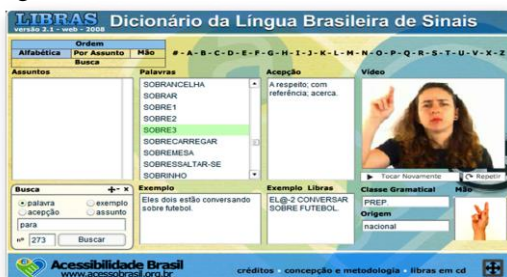 LIBRAS Dicionário da Língua Brasileira de Sinais
versão 2.1 - web - 2008
Ordem
Alfabética Por Assunto Mão
Busca
# - A - B - C - D - E - F - G - H - I - J - K - L - M - N - O - P - Q - R - S - T - U - V - X - Z
Assuntos
Palavras
SOBRANCELHA
SOBRAR
SOBRE1
SOBRE2
SOBRE3
SOBRECARREGAR
SOBREMESA
SOBRESSALTAR-SE
SOBRINHO
Acepção
A respeito; com
referência; acerca.
Vídeo
Tocar Novamente Repetir
Busca
palavra exemplo
acepção assunto
para
nº 273 Buscar
Exemplo
Eles dois estão conversando
sobre futebol.
Exemplo Libras
EL@-2 CONVERSAR
SOBRE FUTEBOL.
Classe Gramatical Mão
PREP.
Origem
nacional
Acessibilidade Brasil
www.acessobrasil.org.br
créditos - concepção e metodologia - libras em cd